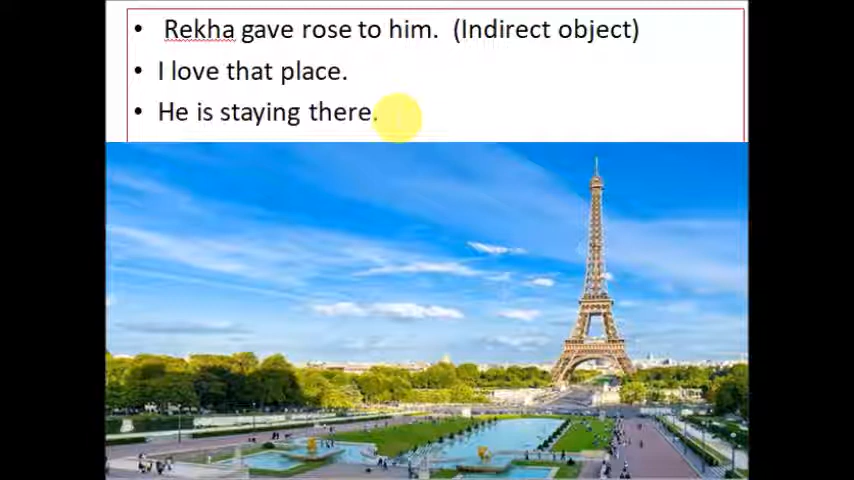 • Rekha gave rose to him. (Indirect object)
• I love that place.
• He is staying there.